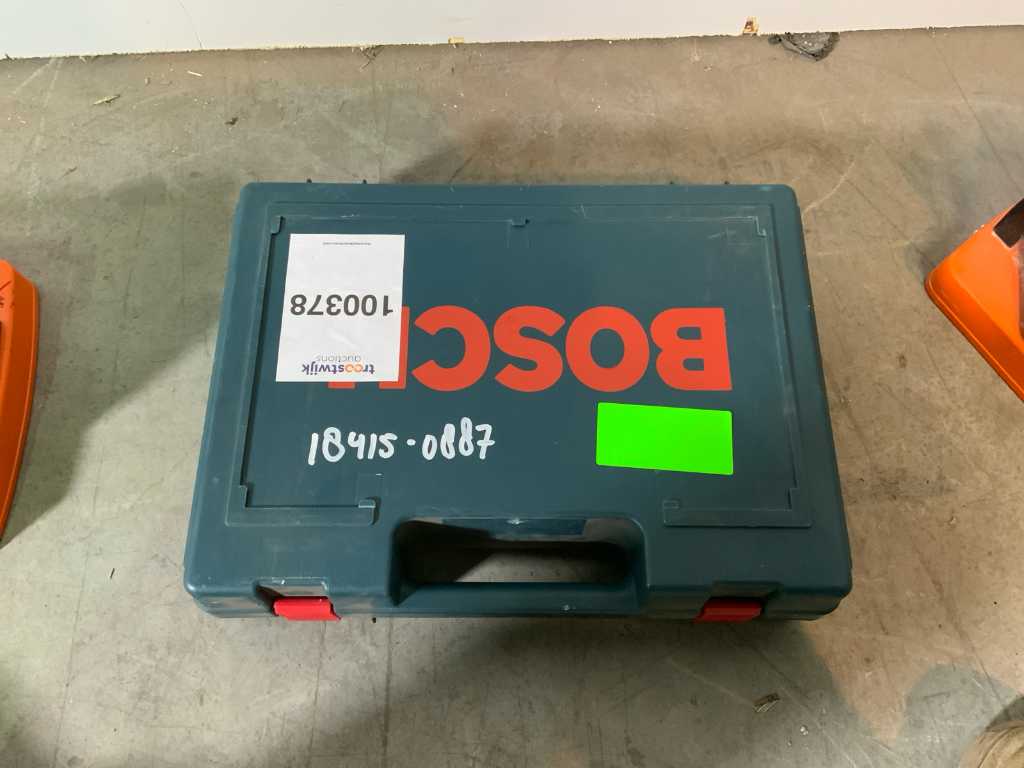 troostwijk
auctions
100378
BOSCH
18415-0887